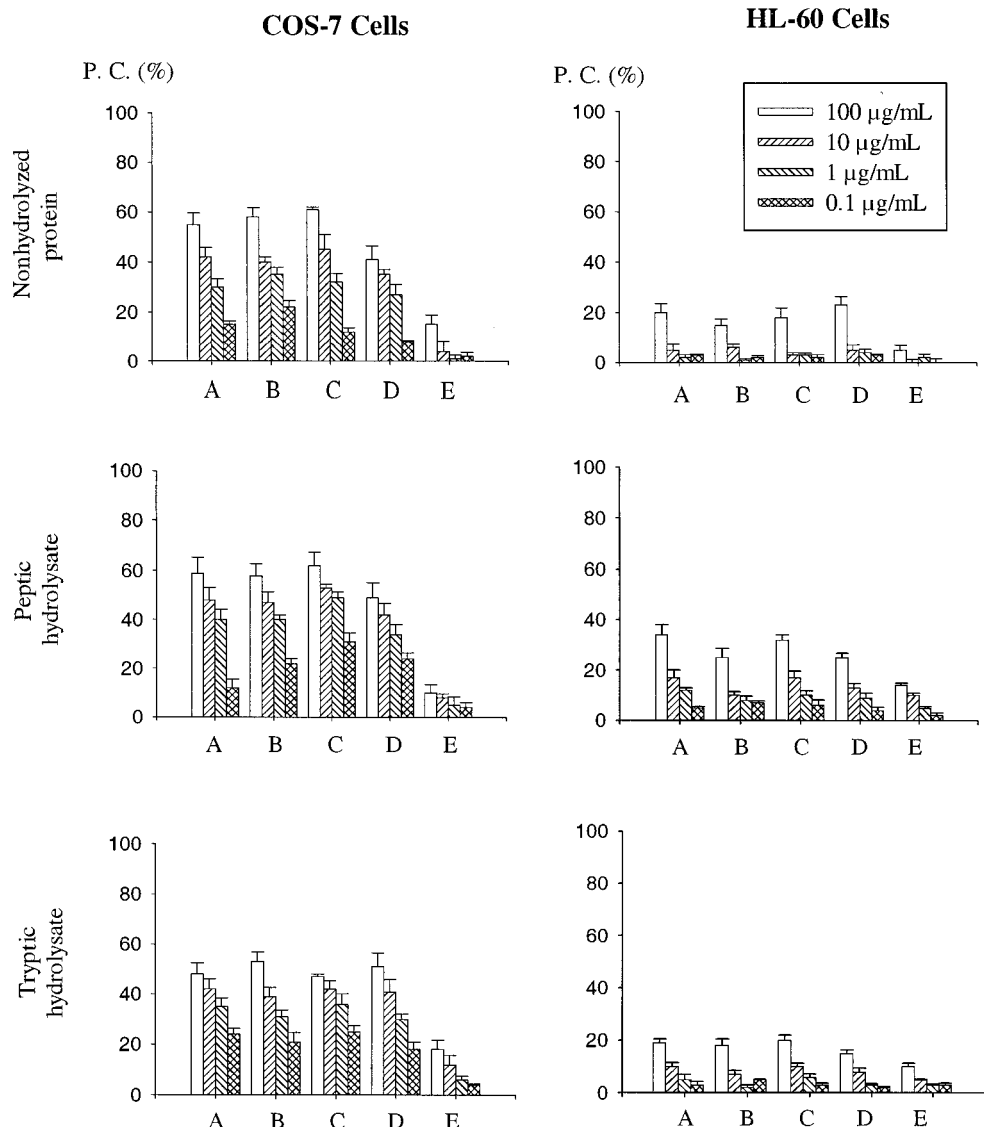 COS-7 Cells
HL-60 Cells
P. C. (%)
P. C. (%)
100 µg/mL
10 µg/mL
1 µg/mL
0.1 µg/mL
Nonhydrolyzed
protein
100
80
60
40
20
0
A B C D E
100
80
60
40
20
0
A B C D E
Peptic
hydrolysate
100
80
60
40
20
0
A B C D E
100
80
60
40
20
0
A B C D E
Tryptic
hydrolysate
100
80
60
40
20
0
A B C D E
100
80
60
40
20
0
A B C D E